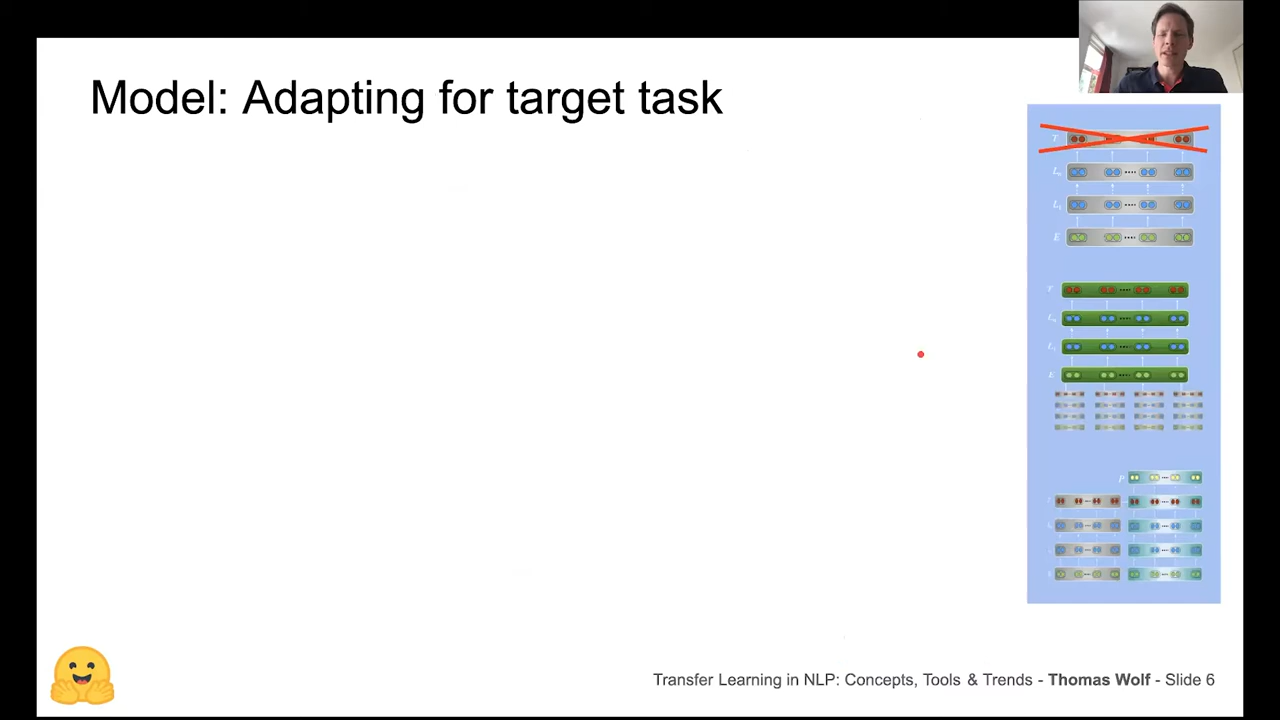 Model: Adapting for target task
T
L
L
E
T
L
L
E
P
Transfer Learning in NLP: Concepts, Tools & Trends - Thomas Wolf - Slide 6